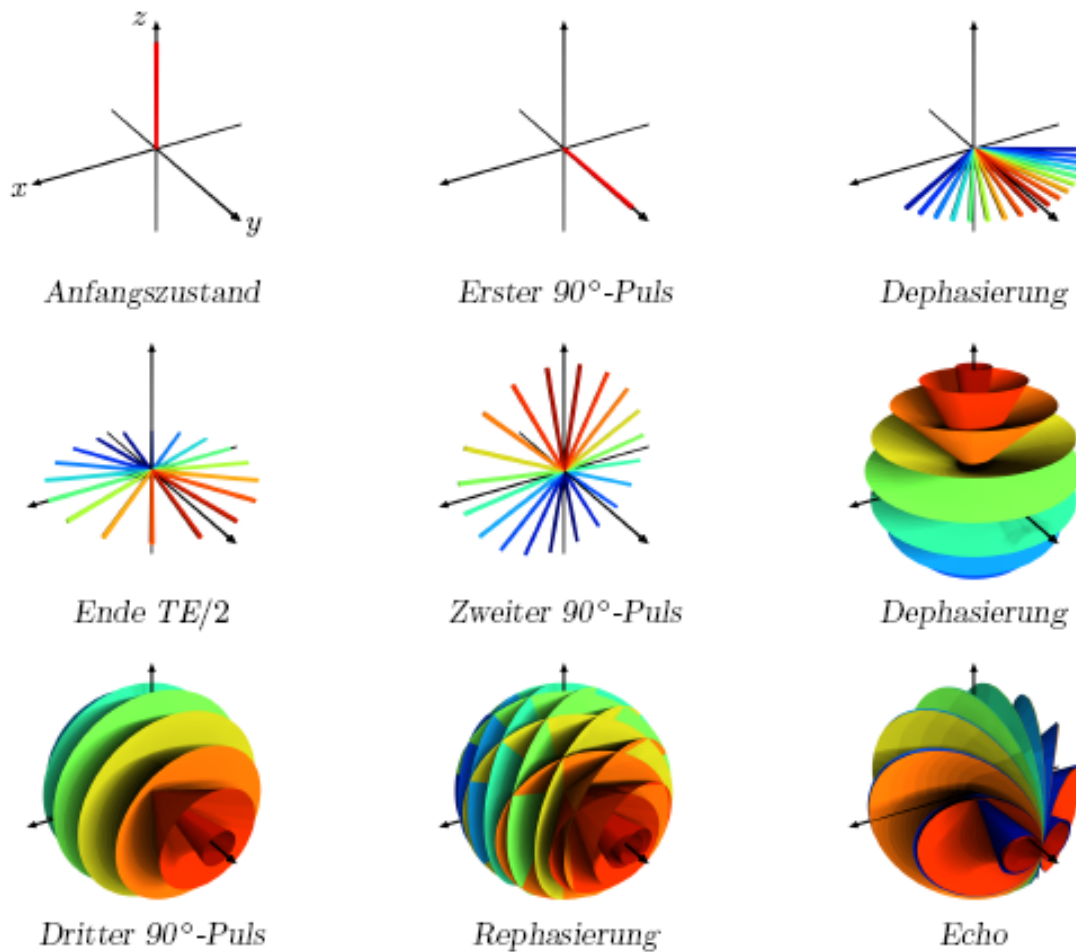 z
x
y
Anfangszustand
Erster 90°-Puls
Dephasierung
Ende TE/2
Zweiter 90°-Puls
Dephasierung
Dritter 90°-Puls
Rephasierung
Echo